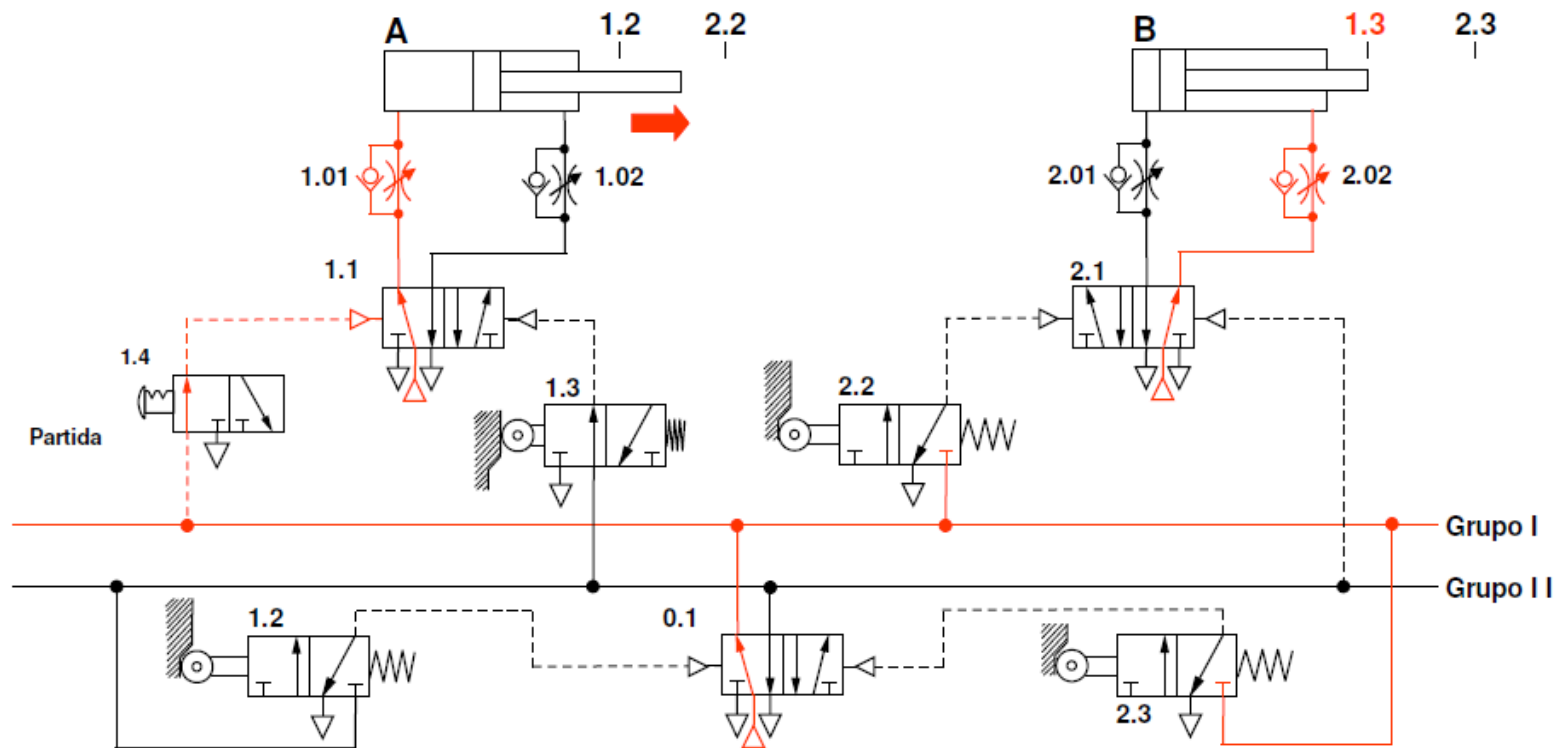 A 1.2 2.2 B 1.3 2.3
1.01 1.02 2.01 2.02
1.1 2.1
1.4 1.3 2.2
Partida
Grupo I
Grupo I I
1.2 0.1
2.3